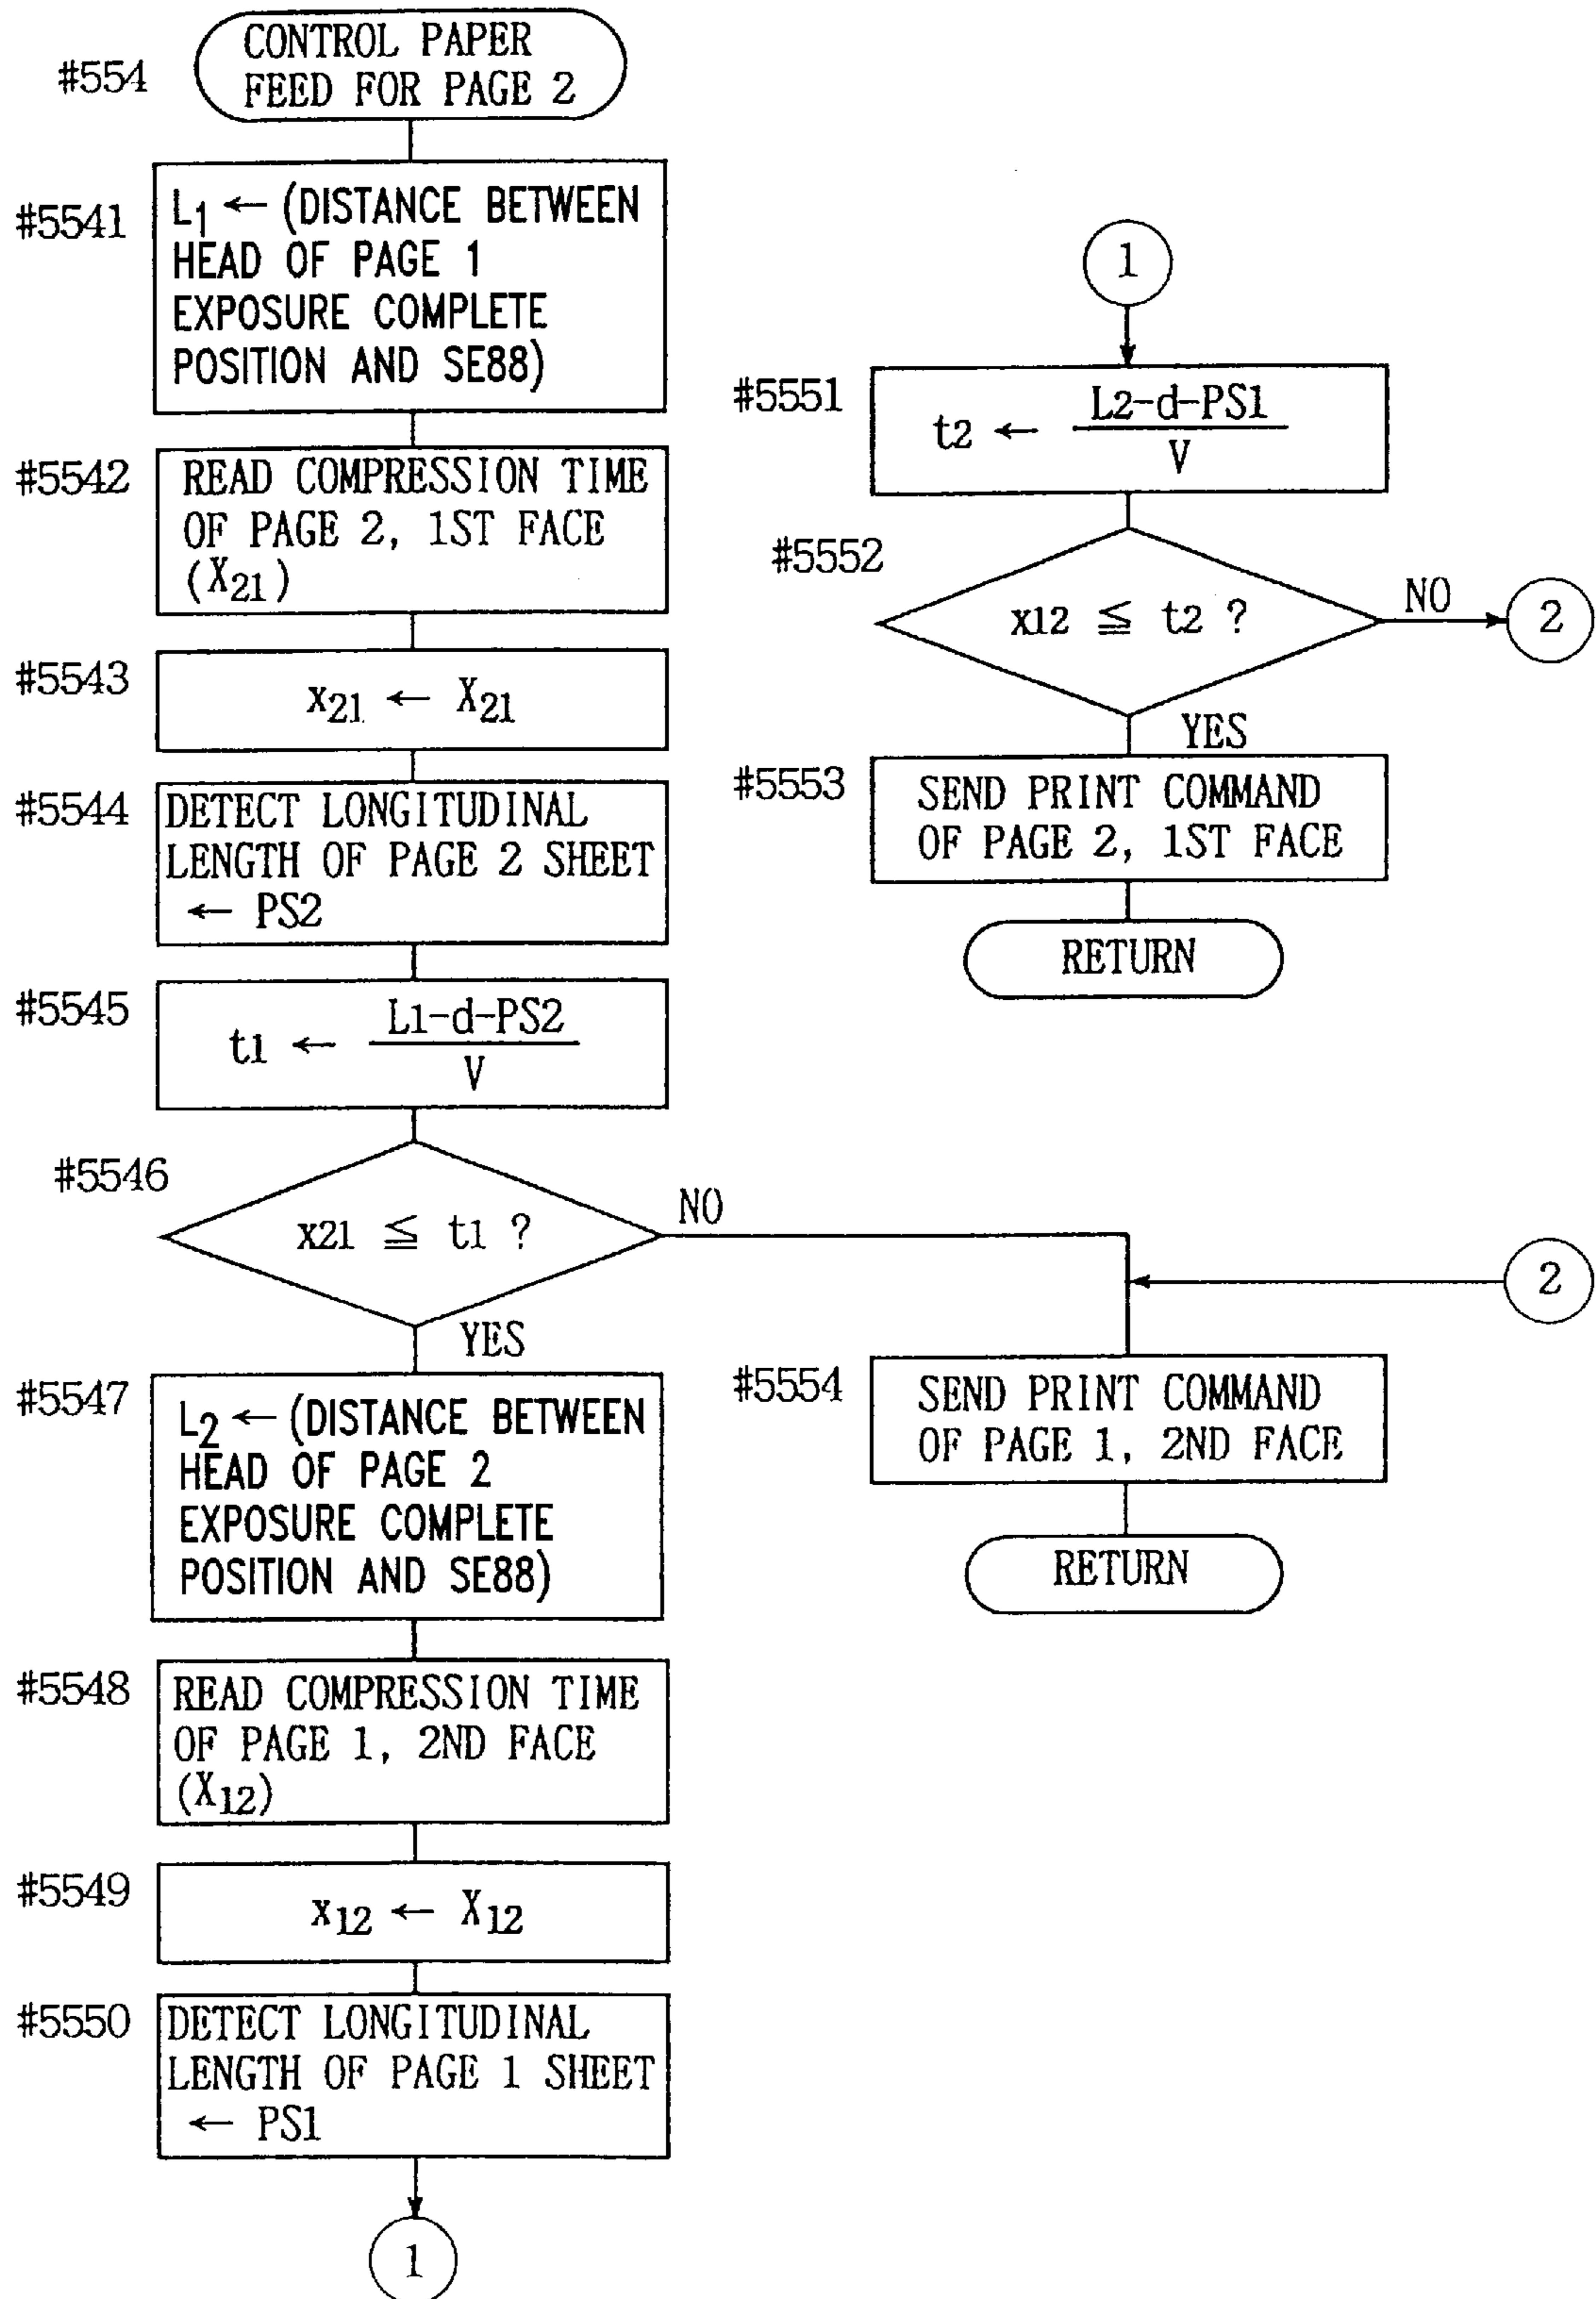 #554
CONTROL PAPER
FEED FOR PAGE 2
#5541
L1 ← (DISTANCE BETWEEN
HEAD OF PAGE 1
EXPOSURE COMPLETE
POSITION AND SE88)
#5542
READ COMPRESSION TIME
OF PAGE 2, 1ST FACE
(X21)
#5543
x21 ← X21
#5544
DETECT LONGITUDINAL
LENGTH OF PAGE 2 SHEET
← PS2
#5545
t1 ← L1-d-PS2
V
#5546
x21 ≦ t1 ?
NO
YES
#5547
L2 ← (DISTANCE BETWEEN
HEAD OF PAGE 2
EXPOSURE COMPLETE
POSITION AND SE88)
#5548
READ COMPRESSION TIME
OF PAGE 1, 2ND FACE
(X12)
#5549
x12 ← X12
#5550
DETECT LONGITUDINAL
LENGTH OF PAGE 1 SHEET
← PS1
1
1
#5551
t2 ← L2-d-PS1
V
#5552
x12 ≦ t2 ?
NO
2
YES
#5553
SEND PRINT COMMAND
OF PAGE 2, 1ST FACE
RETURN
2
#5554
SEND PRINT COMMAND
OF PAGE 1, 2ND FACE
RETURN